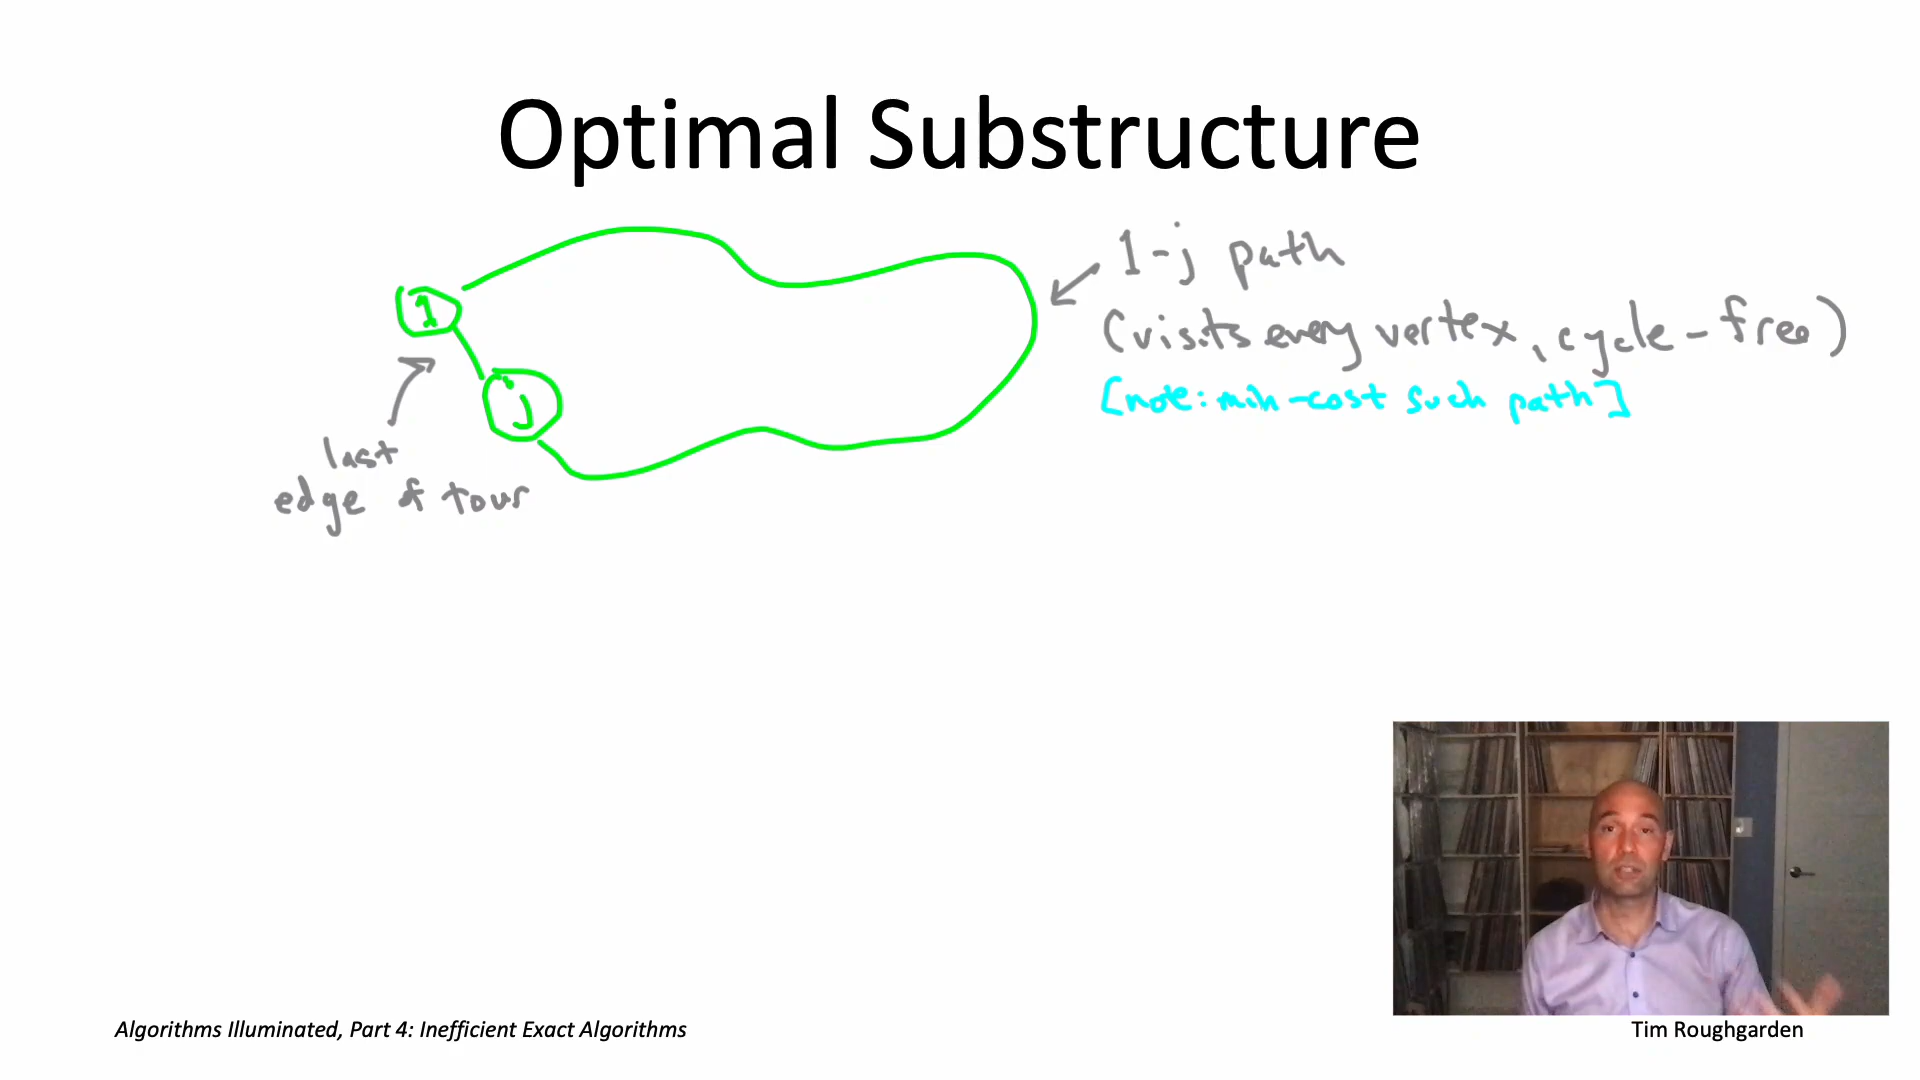 Optimal Substructure
1
j
last
edge of tour
1-j path
(visits every vertex, cycle-free)
[note: min-cost such path]
Algorithms Illuminated, Part 4: Inefficient Exact Algorithms
Tim Roughgarden